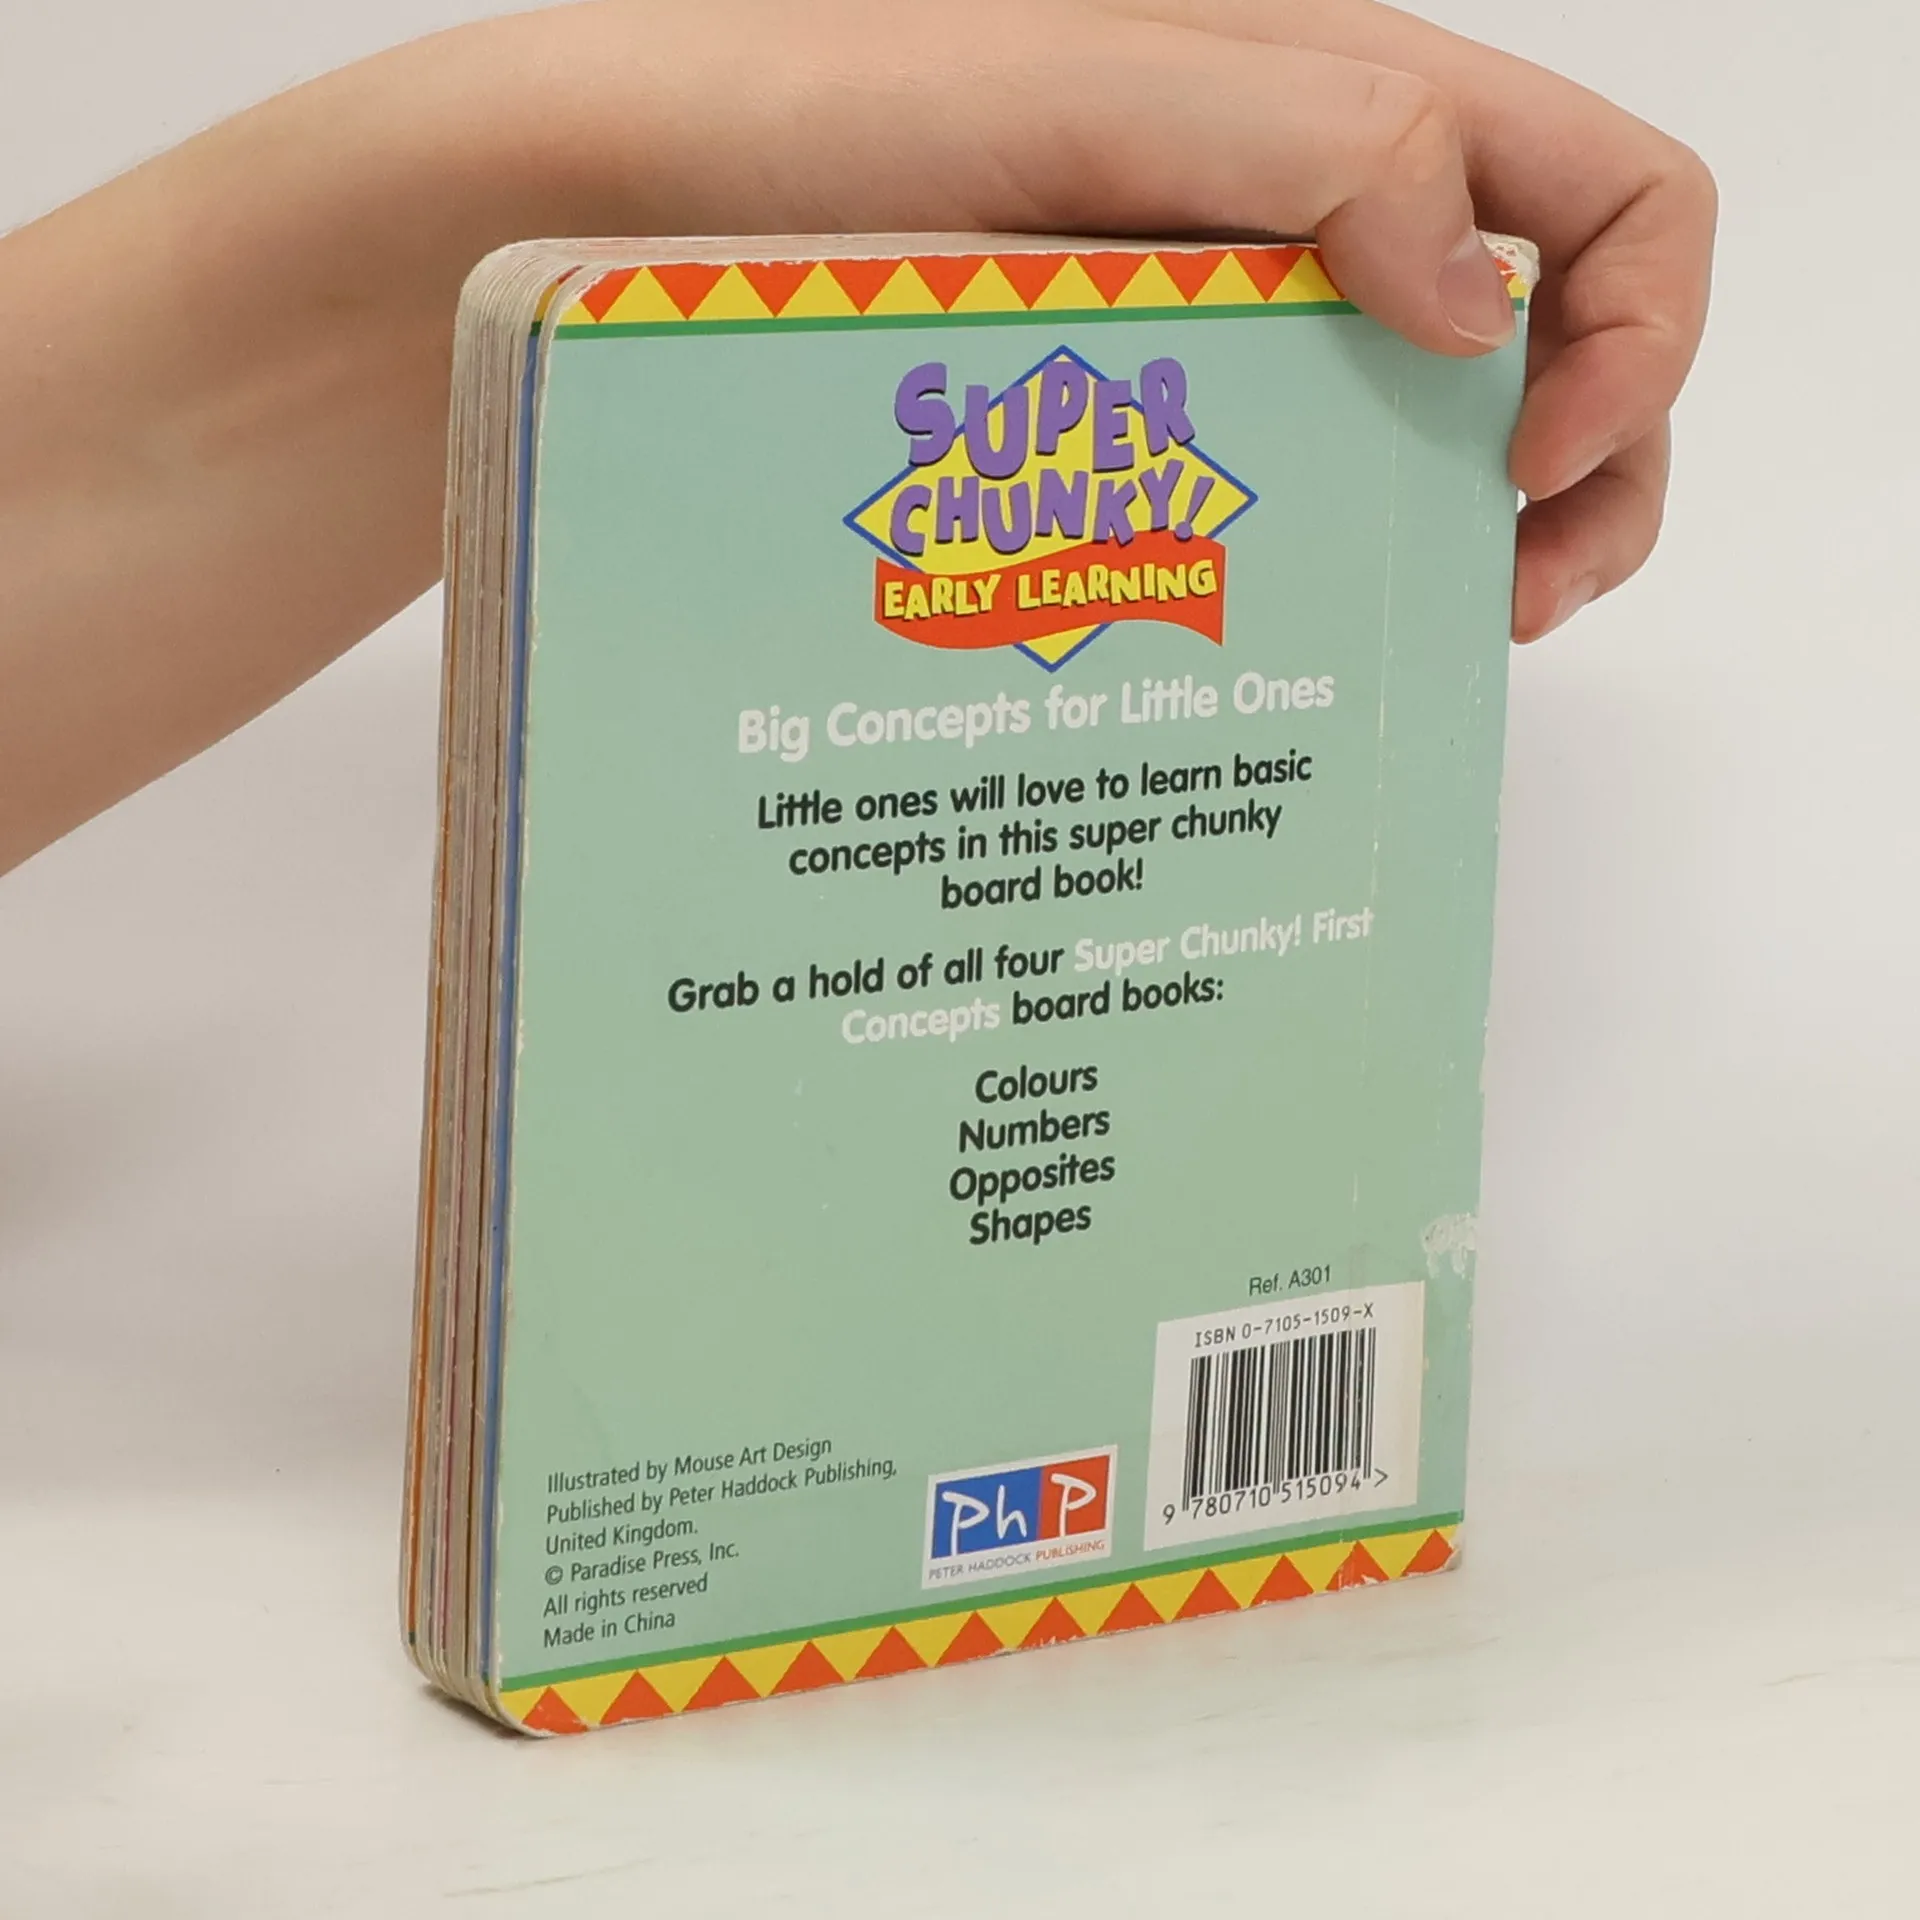 SUPER
CHUNKY!
EARLY LEARNING
Big Concepts for Little Ones
Little ones will love to learn basic
concepts in this super chunky
board book!
Grab a hold of all four Super Chunky! First
Concepts board books:
Colours
Numbers
Opposites
Shapes
Ref. A301
ISBN 0-7105-1509-X
9 780710 515094 >
Illustrated by Mouse Art Design
Published by Peter Haddock Publishing,
United Kingdom.
© Paradise Press, Inc.
All rights reserved
Made in China
PhP
PETER HADDOCK PUBLISHING